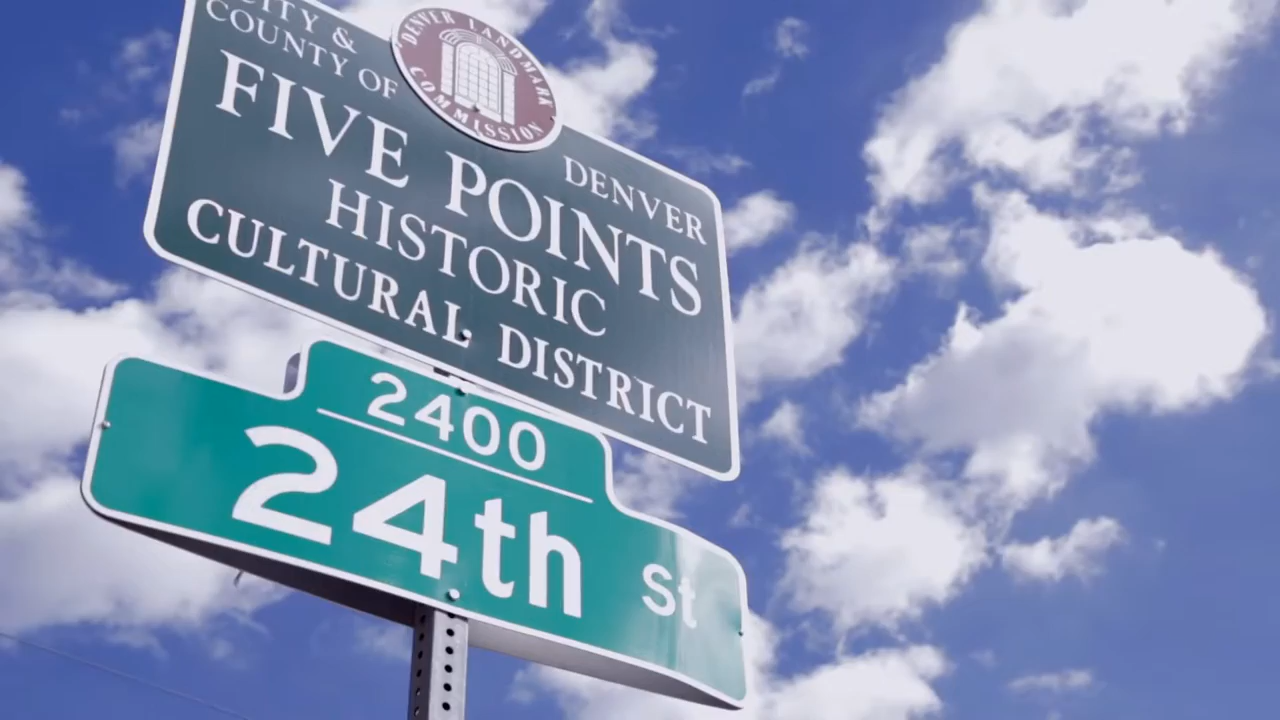 CITY &
COUNTY OF
DENVER LANDMARK
COMMISSION
DENVER
FIVE POINTS
HISTORIC
CULTURAL DISTRICT
2400
24th St